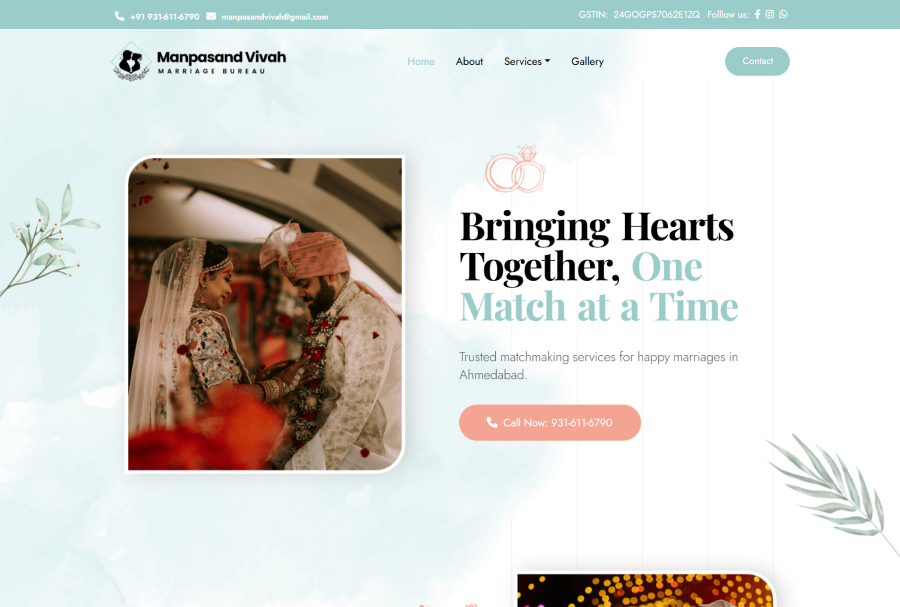 +91 931-611-6790 manpasandvivah@gmail.com GSTIN: 24GOGPS7062E1ZQ Folllow us:
Manpasand Vivah
MARRIAGE BUREAU
Home About Services Gallery Contact
Bringing Hearts
Together, One
Match at a Time
Trusted matchmaking services for happy marriages in
Ahmedabad.
Call Now: 931-611-6790